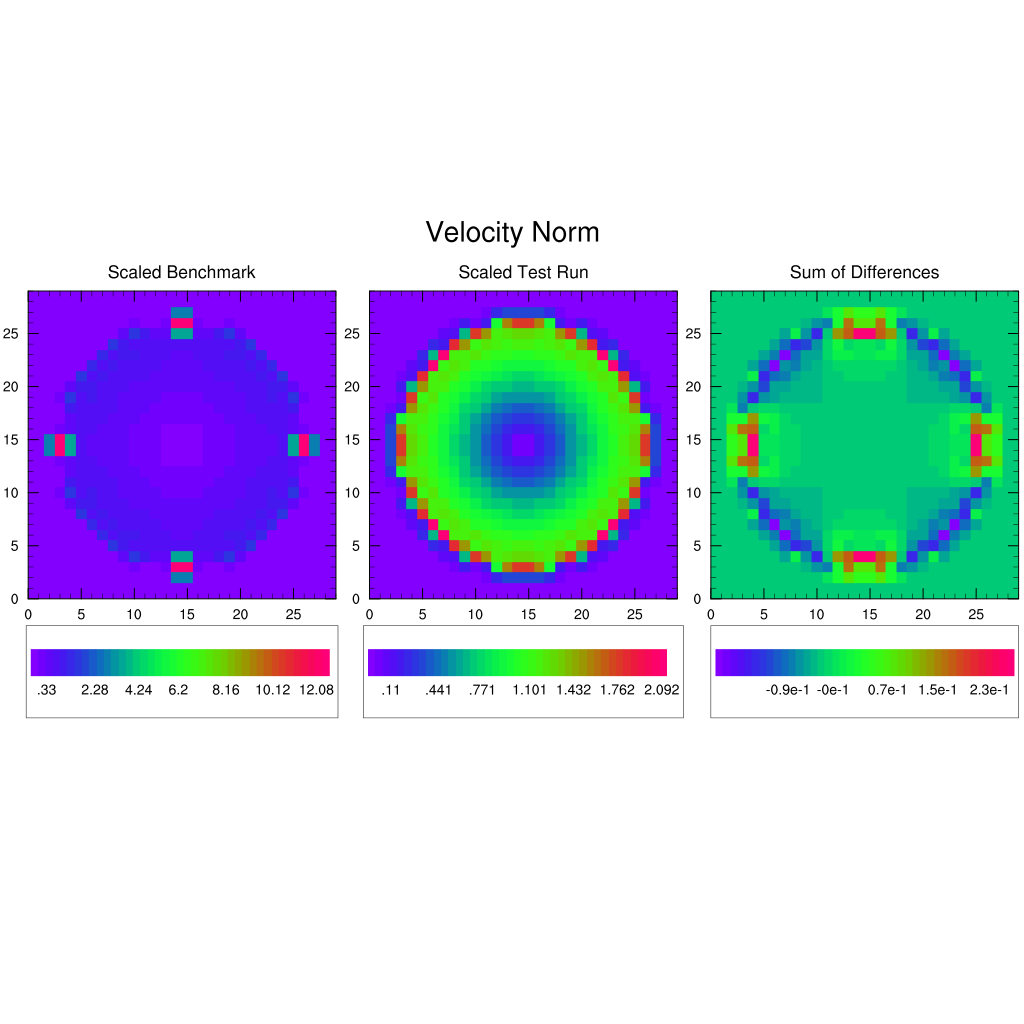 Velocity Norm
Scaled Benchmark Scaled Test Run Sum of Differences
25 25 25
20 20 20
15 15 15
10 10 10
5 5 5
0 0 0
0 5 10 15 20 25 0 5 10 15 20 25 0 5 10 15 20 25
.33 2.28 4.24 6.2 8.16 10.12 12.08 .11 .441 .771 1.101 1.432 1.762 2.092 -0.9e-1 -0e-1 0.7e-1 1.5e-1 2.3e-1